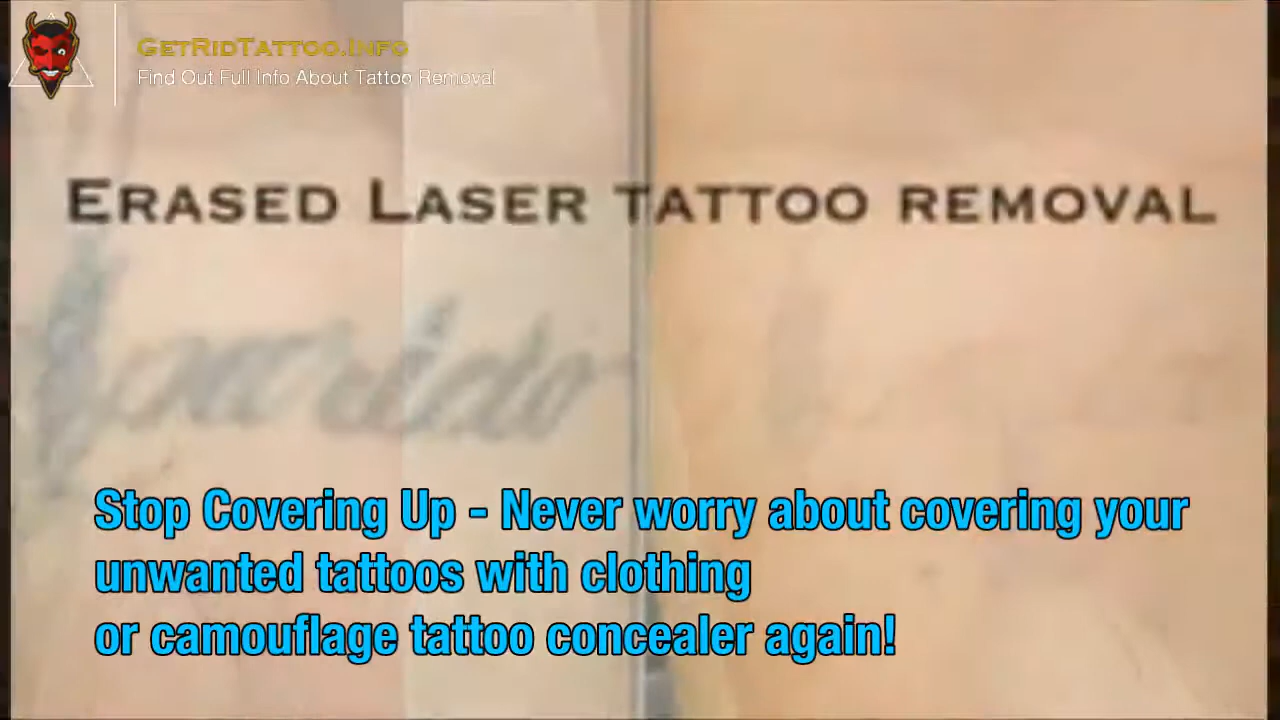 GetRidTattoo.Info
Find Out Full Info About Tattoo Removal
Erased Laser tattoo removal
Stop Covering Up - Never worry about covering your
unwanted tattoos with clothing
or camouflage tattoo concealer again!